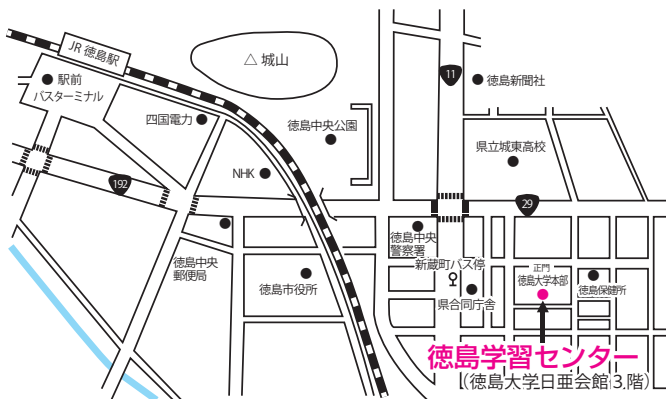 JR 徳島駅
駅前
バスターミナル
四国電力
△ 城山
徳島中央公園
NHK
192
11
徳島新聞社
県立城東高校
29
徳島中央
郵便局
徳島市役所
徳島中央
警察署
新蔵町バス停
県合同庁舎
正門
徳島大学本部
徳島保健所
徳島学習センター
（徳島大学日亜会館 3 階）